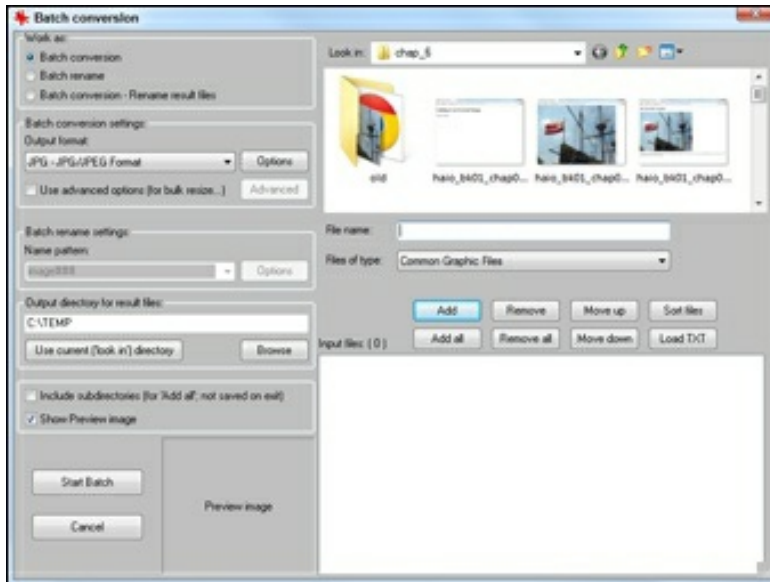 Batch conversion
Work as:
Batch conversion
Batch rename
Batch conversion - Rename result files
Batch conversion settings:
Output format:
JPG - JPG/JPEG Format
Options
Use advanced options (for bulk resize...)
Advanced
Batch rename settings:
Name pattern:
image###
Options
Output directory for result files:
C:\TEMP
Use current ('look in') directory
Browse
Include subdirectories (for 'Add all'; not saved on exit)
Show Preview image
Start Batch
Cancel
Preview image
Look in:
chap_6
old
haio_bk01_chap0...
haio_bk01_chap0...
haio_bk01_chap0...
File name:
Files of type:
Common Graphic Files
Add
Remove
Move up
Sort files
Input files: ( 0 )
Add all
Remove all
Move down
Load TXT